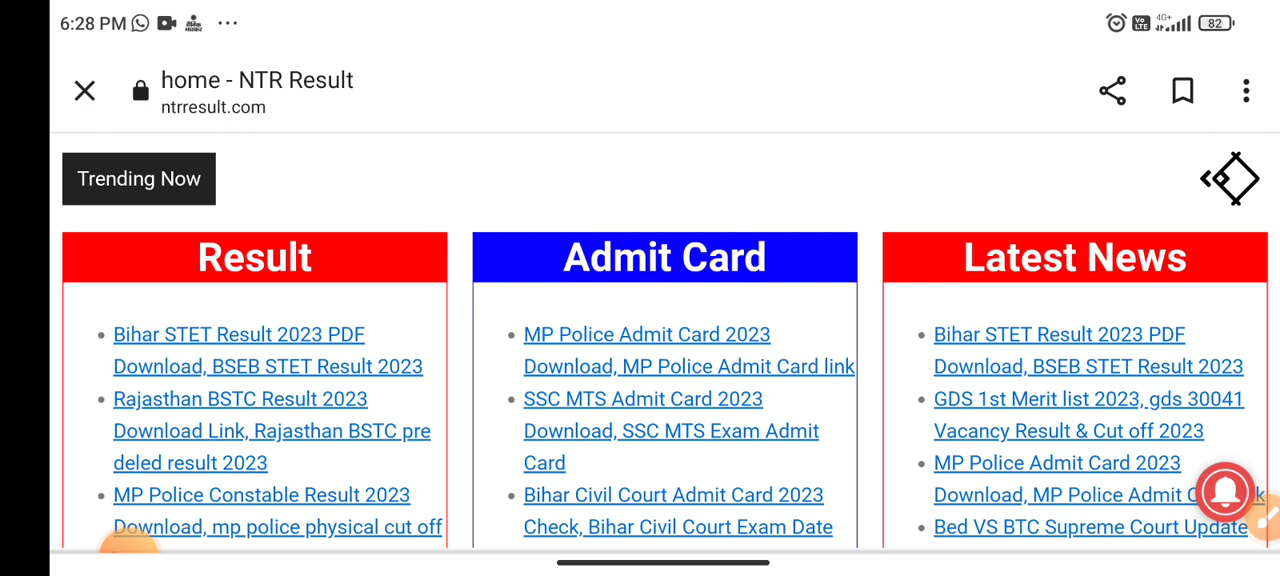 6:28 PM
4G+
Vo LTE
82
home - NTR Result
ntrresult.com
Trending Now
Result
Bihar STET Result 2023 PDF
Download, BSEB STET Result 2023
Rajasthan BSTC Result 2023
Download Link, Rajasthan BSTC pre
deled result 2023
MP Police Constable Result 2023
Download, mp police physical cut off
Admit Card
MP Police Admit Card 2023
Download, MP Police Admit Card link
SSC MTS Admit Card 2023
Download, SSC MTS Exam Admit
Card
Bihar Civil Court Admit Card 2023
Check, Bihar Civil Court Exam Date
Latest News
Bihar STET Result 2023 PDF
Download, BSEB STET Result 2023
GDS 1st Merit list 2023, gds 30041
Vacancy Result & Cut off 2023
MP Police Admit Card 2023
Download, MP Police Admit
Bed VS BTC Supreme Court Update